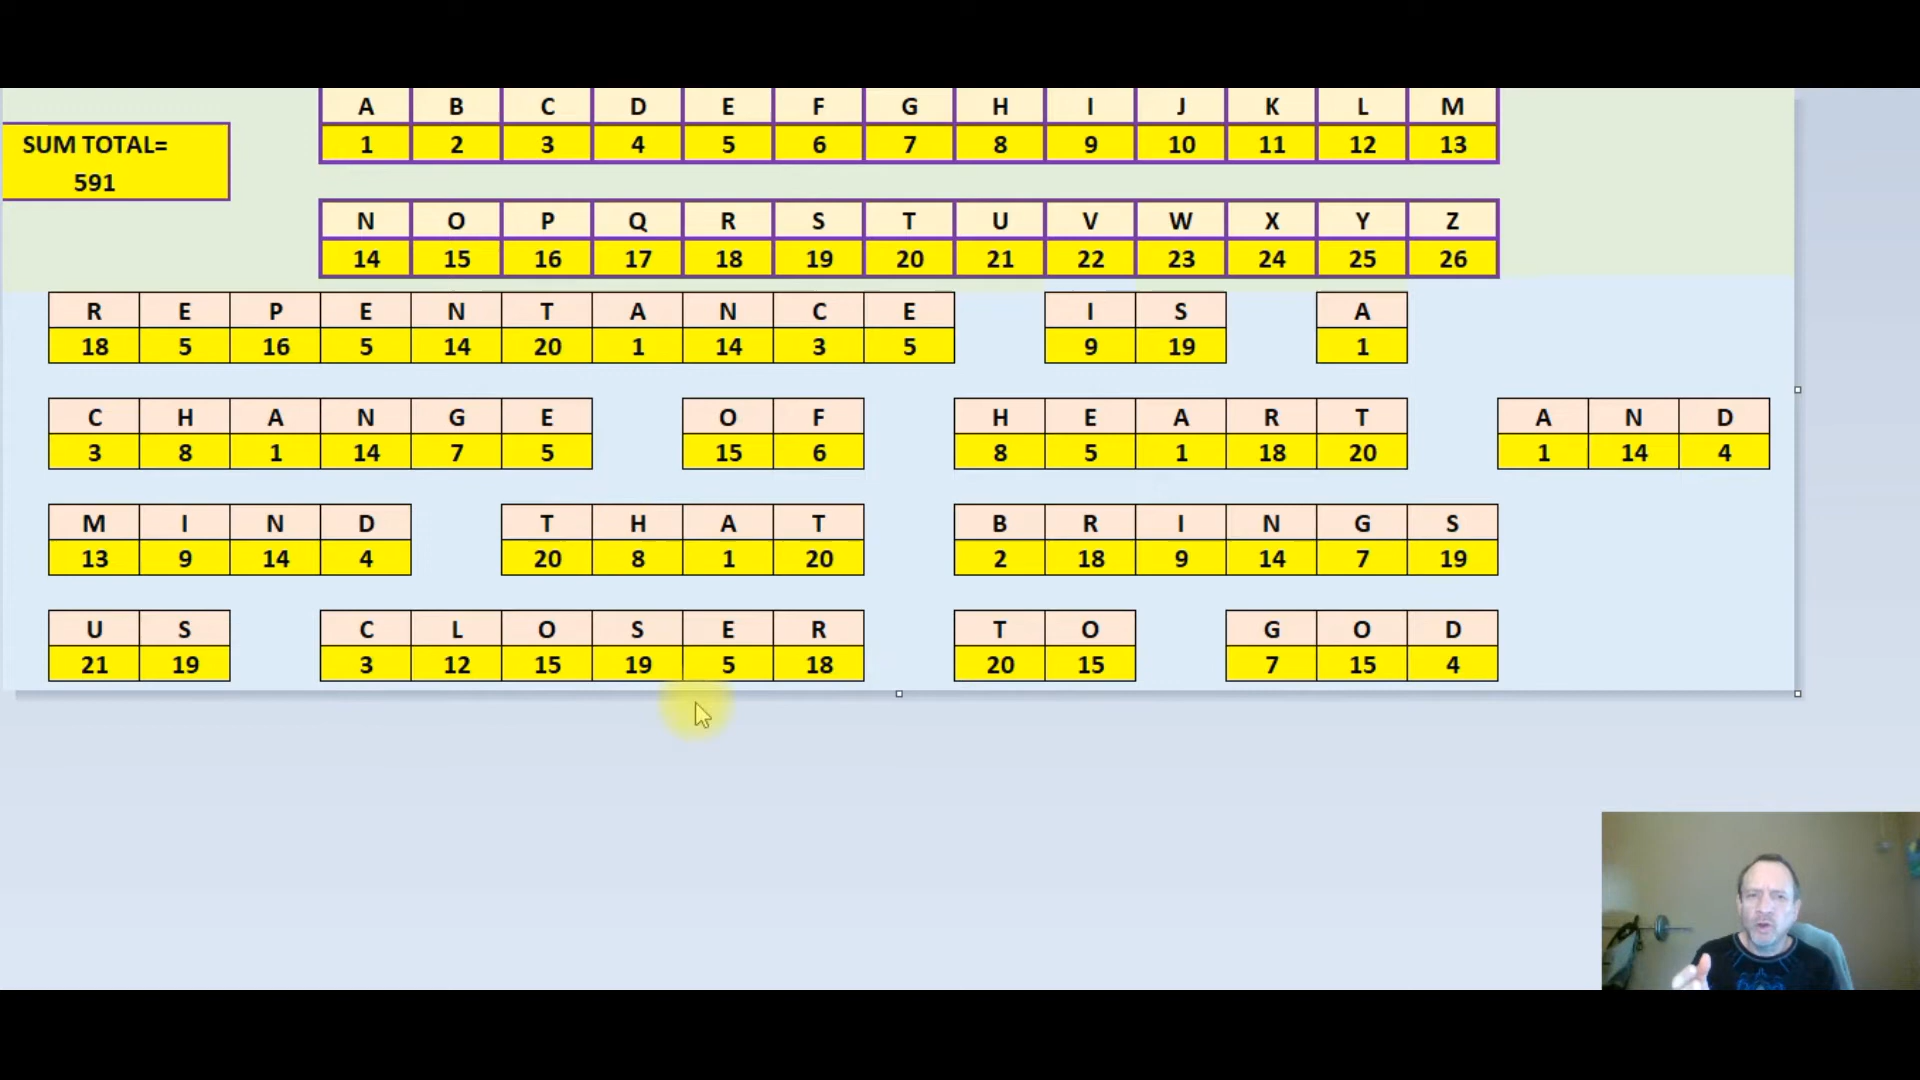 A B C D E F G H I J K L M
SUM TOTAL=
591
1 2 3 4 5 6 7 8 9 10 11 12 13
N O P Q R S T U V W X Y Z
14 15 16 17 18 19 20 21 22 23 24 25 26
R E P E N T A N C E I S A
18 5 16 5 14 20 1 14 3 5 9 19 1
C H A N G E O F H E A R T A N D
3 8 1 14 7 5 15 6 8 5 1 18 20 1 14 4
M I N D T H A T B R I N G S
13 9 14 4 20 8 1 20 2 18 9 14 7 19
U S C L O S E R T O G O D
21 19 3 12 15 19 5 18 20 15 7 15 4